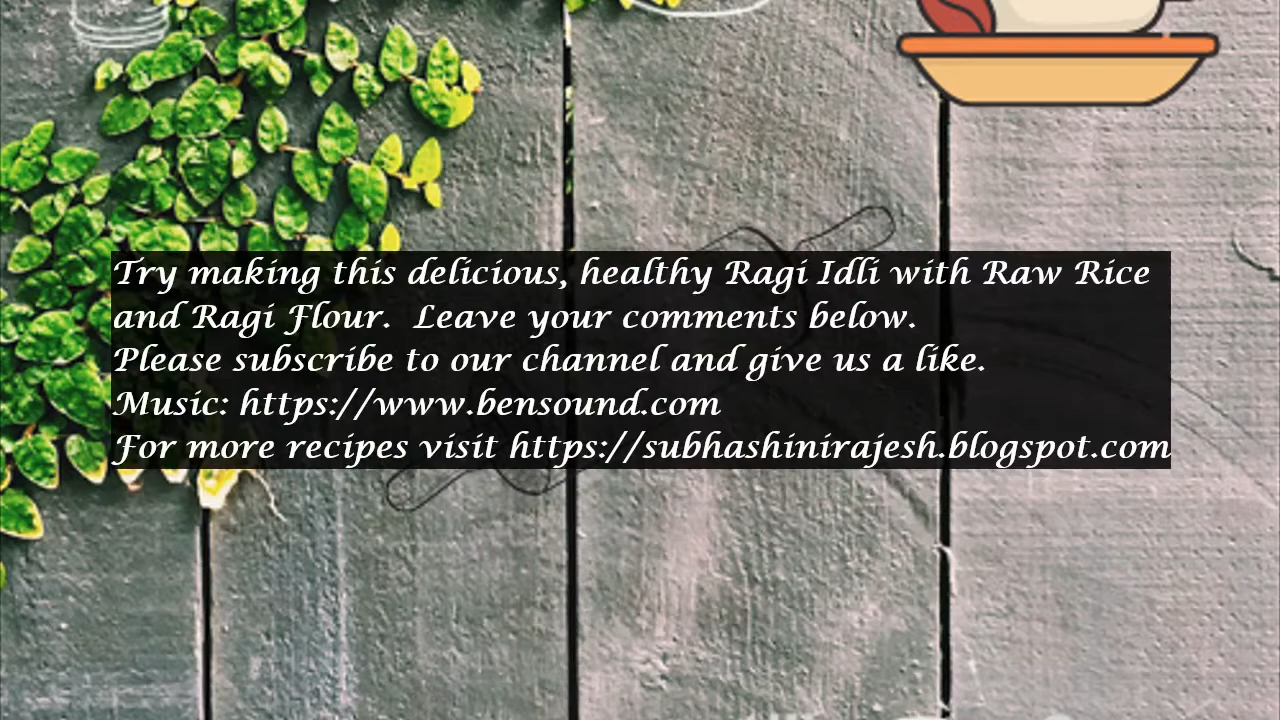 Try making this delicious, healthy Ragi Idli with Raw Rice
and Ragi Flour.  Leave your comments below.
Please subscribe to our channel and give us a like.
Music: https://www.bensound.com
For more recipes visit https://subhashinirajesh.blogspot.com